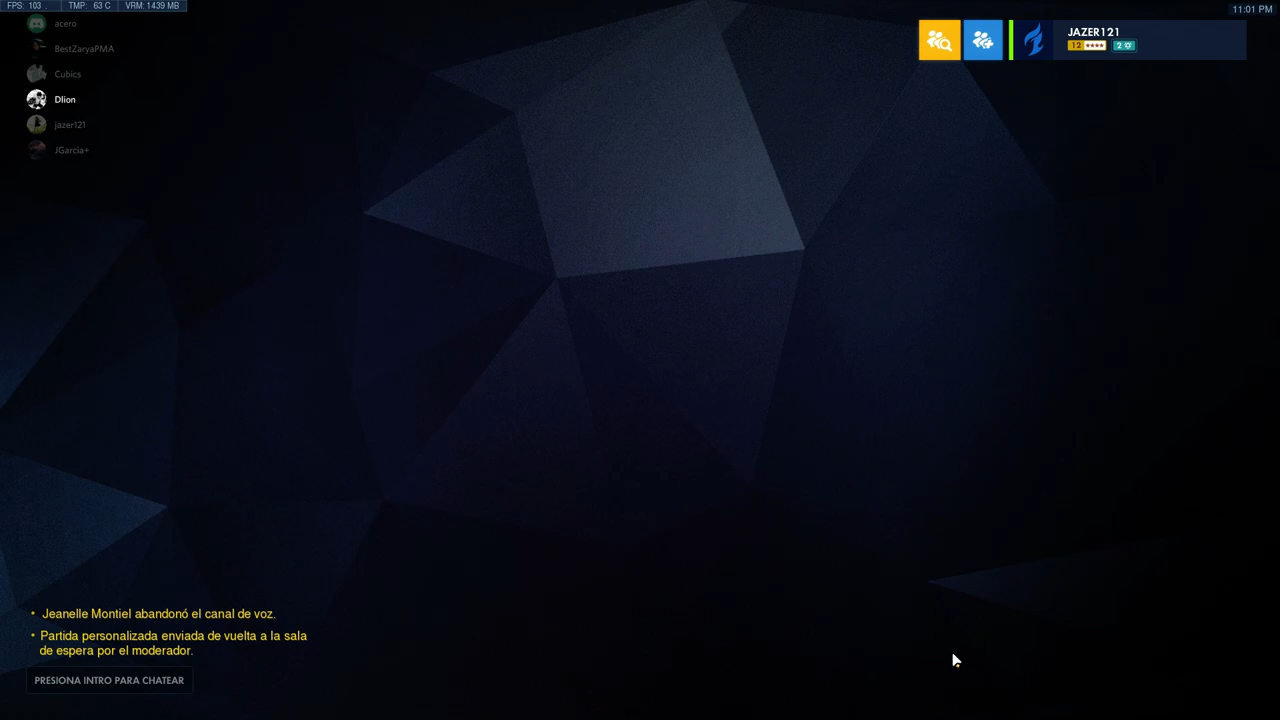 FPS: 103
TMP: 63 C
VRM: 1439 MB
11:01 PM
acero
BestZaryaPMA
Cubics
Dlion
jazer121
JGarcia+
JAZER121
12
2
• Jeanelle Montiel abandonó el canal de voz.
• Partida personalizada enviada de vuelta a la sala
de espera por el moderador.
PRESIONA INTRO PARA CHATEAR